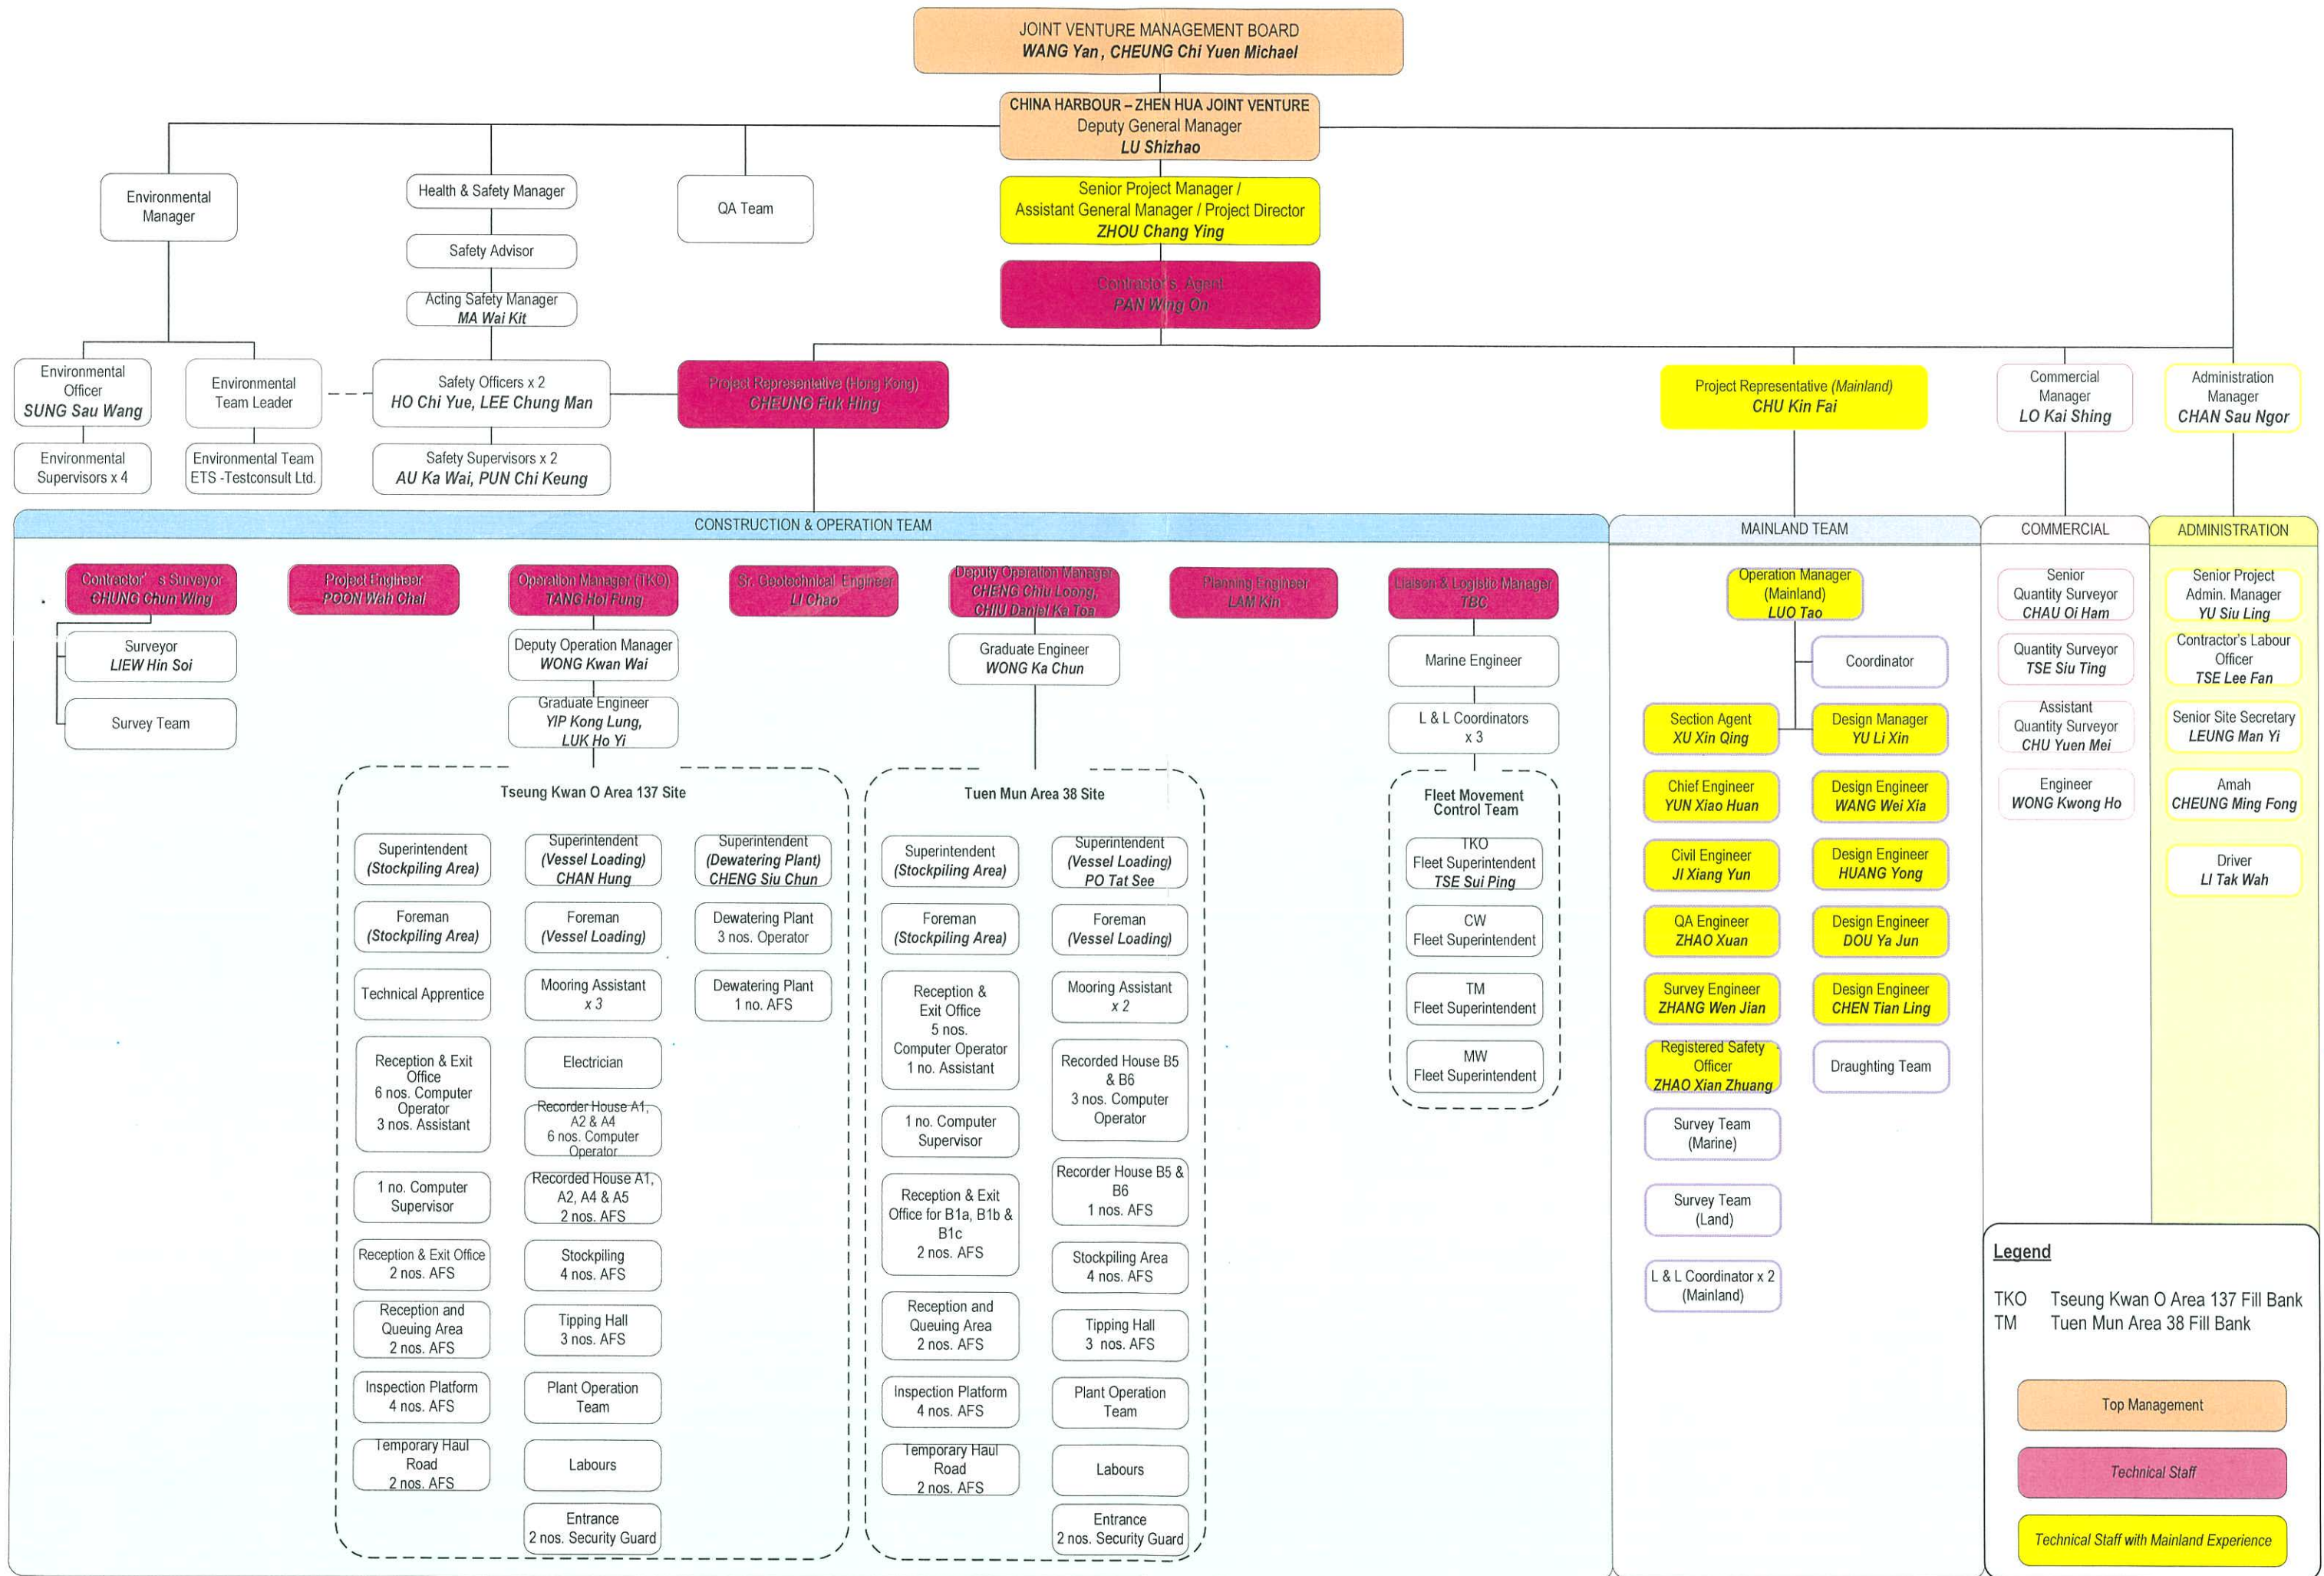 JOINT VENTURE MANAGEMENT BOARD
WANG Yan , CHEUNG Chi Yuen Michael
CHINA HARBOUR – ZHEN HUA JOINT VENTURE
Deputy General Manager
LU Shizhao
Senior Project Manager /
Assistant General Manager / Project Director
ZHOU Chang Ying
Contractor's Agent
PAN Wing On
Environmental
Manager
Health & Safety Manager
Safety Advisor
Acting Safety Manager
MA Wai Kit
QA Team
Environmental
Officer
SUNG Sau Wang
Environmental
Supervisors x 4
Environmental
Team Leader
Environmental Team
ETS -Testconsult Ltd.
Safety Officers x 2
HO Chi Yue, LEE Chung Man
Safety Supervisors x 2
AU Ka Wai, PUN Chi Keung
Project Representative (Hong Kong)
CHEUNG Fuk Hing
Project Representative (Mainland)
CHU Kin Fai
Commercial
Manager
LO Kai Shing
Administration
Manager
CHAN Sau Ngor
CONSTRUCTION & OPERATION TEAM
Contractor' s Surveyor
CHUNG Chun Wing
Surveyor
LIEW Hin Soi
Survey Team
Project Engineer
POON Wah Chai
Operation Manager (TKO)
TANG Hoi Fung
Deputy Operation Manager
WONG Kwan Wai
Graduate Engineer
YIP Kong Lung,
LUK Ho Yi
Sr. Geotechnical Engineer
LI Chao
Deputy Operation Manager
CHENG Chiu Loong,
CHIU Daniel Ka Toa
Graduate Engineer
WONG Ka Chun
Planning Engineer
LAM Kin
Liaison & Logistic Manager
TBC
Marine Engineer
L & L Coordinators
x 3
Tseung Kwan O Area 137 Site
Superintendent
(Stockpiling Area)
Foreman
(Stockpiling Area)
Technical Apprentice
Reception & Exit
Office
6 nos. Computer
Operator
3 nos. Assistant
1 no. Computer
Supervisor
Reception & Exit Office
2 nos. AFS
Reception and
Queuing Area
2 nos. AFS
Inspection Platform
4 nos. AFS
Temporary Haul
Road
2 nos. AFS
Superintendent
(Vessel Loading)
CHAN Hung
Foreman
(Vessel Loading)
Mooring Assistant
x 3
Electrician
Recorder House A1,
A2 & A4
6 nos. Computer
Operator
Recorded House A1,
A2, A4 & A5
2 nos. AFS
Stockpiling
4 nos. AFS
Tipping Hall
3 nos. AFS
Plant Operation
Team
Labours
Entrance
2 nos. Security Guard
Superintendent
(Dewatering Plant)
CHENG Siu Chun
Dewatering Plant
3 nos. Operator
Dewatering Plant
1 no. AFS
Tuen Mun Area 38 Site
Superintendent
(Stockpiling Area)
Foreman
(Stockpiling Area)
Reception &
Exit Office
5 nos.
Computer Operator
1 no. Assistant
1 no. Computer
Supervisor
Reception & Exit
Office for B1a, B1b &
B1c
2 nos. AFS
Reception and
Queuing Area
2 nos. AFS
Inspection Platform
4 nos. AFS
Temporary Haul
Road
2 nos. AFS
Superintendent
(Vessel Loading)
PO Tat See
Foreman
(Vessel Loading)
Mooring Assistant
x 2
Recorded House B5
& B6
3 nos. Computer
Operator
Recorder House B5 &
B6
1 nos. AFS
Stockpiling Area
4 nos. AFS
Tipping Hall
3 nos. AFS
Plant Operation
Team
Labours
Entrance
2 nos. Security Guard
Fleet Movement
Control Team
TKO
Fleet Superintendent
TSE Sui Ping
CW
Fleet Superintendent
TM
Fleet Superintendent
MW
Fleet Superintendent
MAINLAND TEAM
Operation Manager
(Mainland)
LUO Tao
Coordinator
Section Agent
XU Xin Qing
Chief Engineer
YUN Xiao Huan
Civil Engineer
JI Xiang Yun
QA Engineer
ZHAO Xuan
Survey Engineer
ZHANG Wen Jian
Registered Safety
Officer
ZHAO Xian Zhuang
Survey Team
(Marine)
Survey Team
(Land)
L & L Coordinator x 2
(Mainland)
Design Manager
YU Li Xin
Design Engineer
WANG Wei Xia
Design Engineer
HUANG Yong
Design Engineer
DOU Ya Jun
Design Engineer
CHEN Tian Ling
Draughting Team
COMMERCIAL
Senior
Quantity Surveyor
CHAU Oi Ham
Quantity Surveyor
TSE Siu Ting
Assistant
Quantity Surveyor
CHU Yuen Mei
Engineer
WONG Kwong Ho
ADMINISTRATION
Senior Project
Admin. Manager
YU Siu Ling
Contractor's Labour
Officer
TSE Lee Fan
Senior Site Secretary
LEUNG Man Yi
Amah
CHEUNG Ming Fong
Driver
LI Tak Wah
Legend
TKO Tseung Kwan O Area 137 Fill Bank
TM Tuen Mun Area 38 Fill Bank
Top Management
Technical Staff
Technical Staff with Mainland Experience